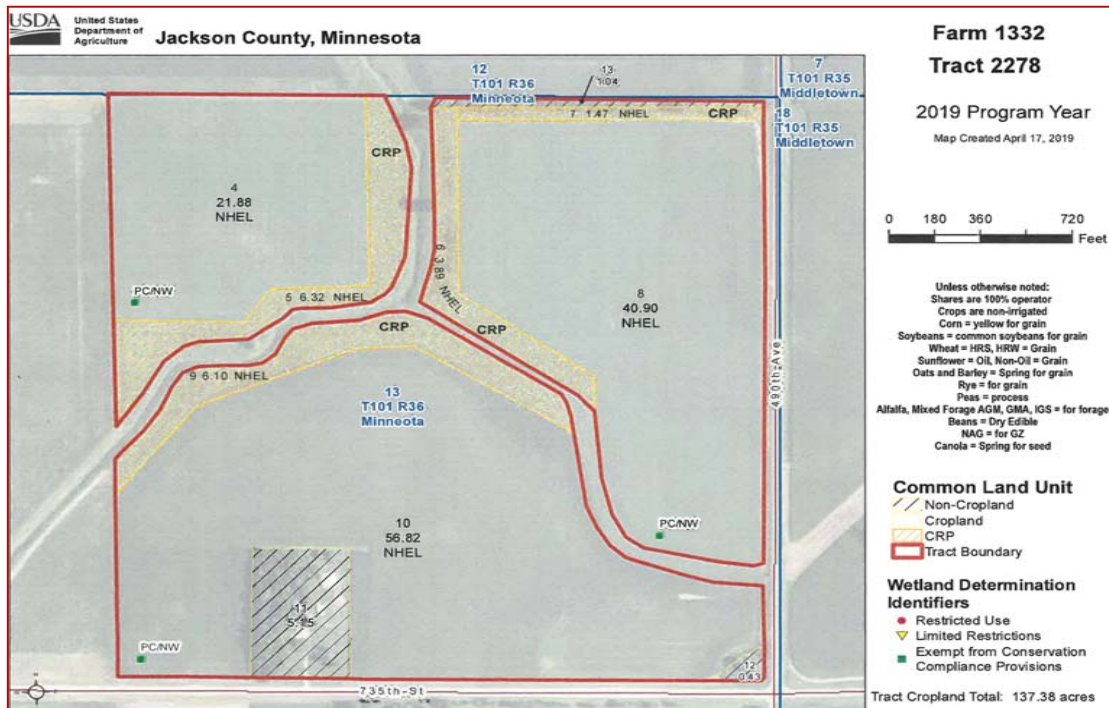 USDA
United States
Department of
Agriculture
Jackson County, Minnesota
Farm 1332
Tract 2278
2019 Program Year
Map Created April 17, 2019
12
T101 R36
Minneota
13
1.04
7
T101 R35
Middletown
18
T101 R35
Middletown
7 1.47 NHEL
CRP
CRP
4
21.88
NHEL
PC/NW
5 6.32 NHEL
6 3.89 NHEL
8
40.90
NHEL
CRP
CRP
9 6.10 NHEL
13
T101 R36
Minneota
490th Ave
10
56.82
NHEL
PC/NW
11
PC/NW
12
0.43
735th St
0 180 360 720
Feet
Unless otherwise noted:
Shares are 100% operator
Crops are non-irrigated
Corn = yellow for grain
Soybeans = common soybeans for grain
Wheat = HRS, HRW = Grain
Sunflower = Oil, Non-Oil = Grain
Oats and Barley = Spring for grain
Rye = for grain
Peas = process
Alfalfa, Mixed Forage AGM, GMA, IGS = for forage
Beans = Dry Edible
NAG = for GZ
Canola = Spring for seed
Common Land Unit
Non-Cropland
Cropland
CRP
Tract Boundary
Wetland Determination
Identifiers
Restricted Use
Limited Restrictions
Exempt from Conservation
Compliance Provisions
Tract Cropland Total: 137.38 acres